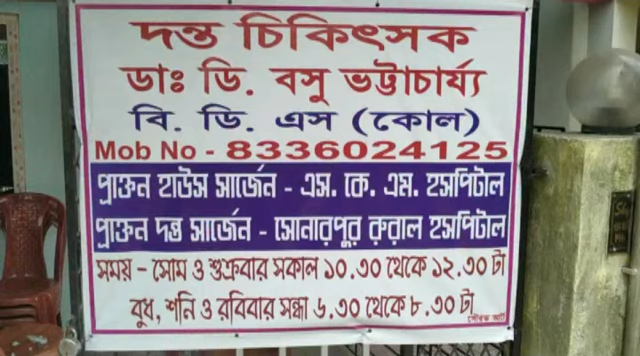 দন্ত চিকিৎসক
ডাঃ ডি. বসু ভট্টাচার্য্য
বি. ডি. এস (কোল)
Mob No - 8336024125
প্রাক্তন হাউস সার্জেন - এস. কে. এম. হসপিটাল
প্রাক্তন দন্ত সার্জেন - সোনারপুর রুরাল হসপিটাল
সময় - সোম ও শুক্রবার সকাল ১০.৩০ থেকে ১২.৩০ টা
বুধ, শনি ও রবিবার সন্ধা ৬.৩০ থেকে ৮.৩০ টা